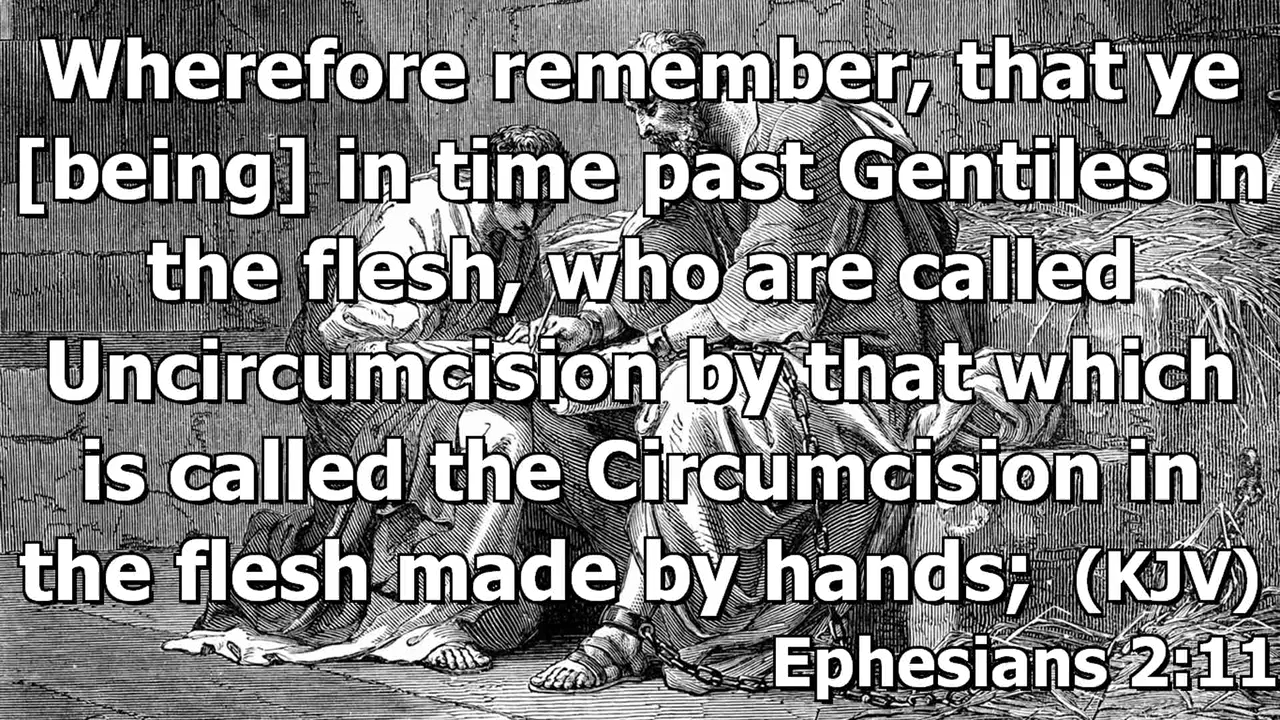 Wherefore remember, that ye
[being] in time past Gentiles in
the flesh, who are called
Uncircumcision by that which
is called the Circumcision in
the flesh made by hands; (KJV)
Ephesians 2:11